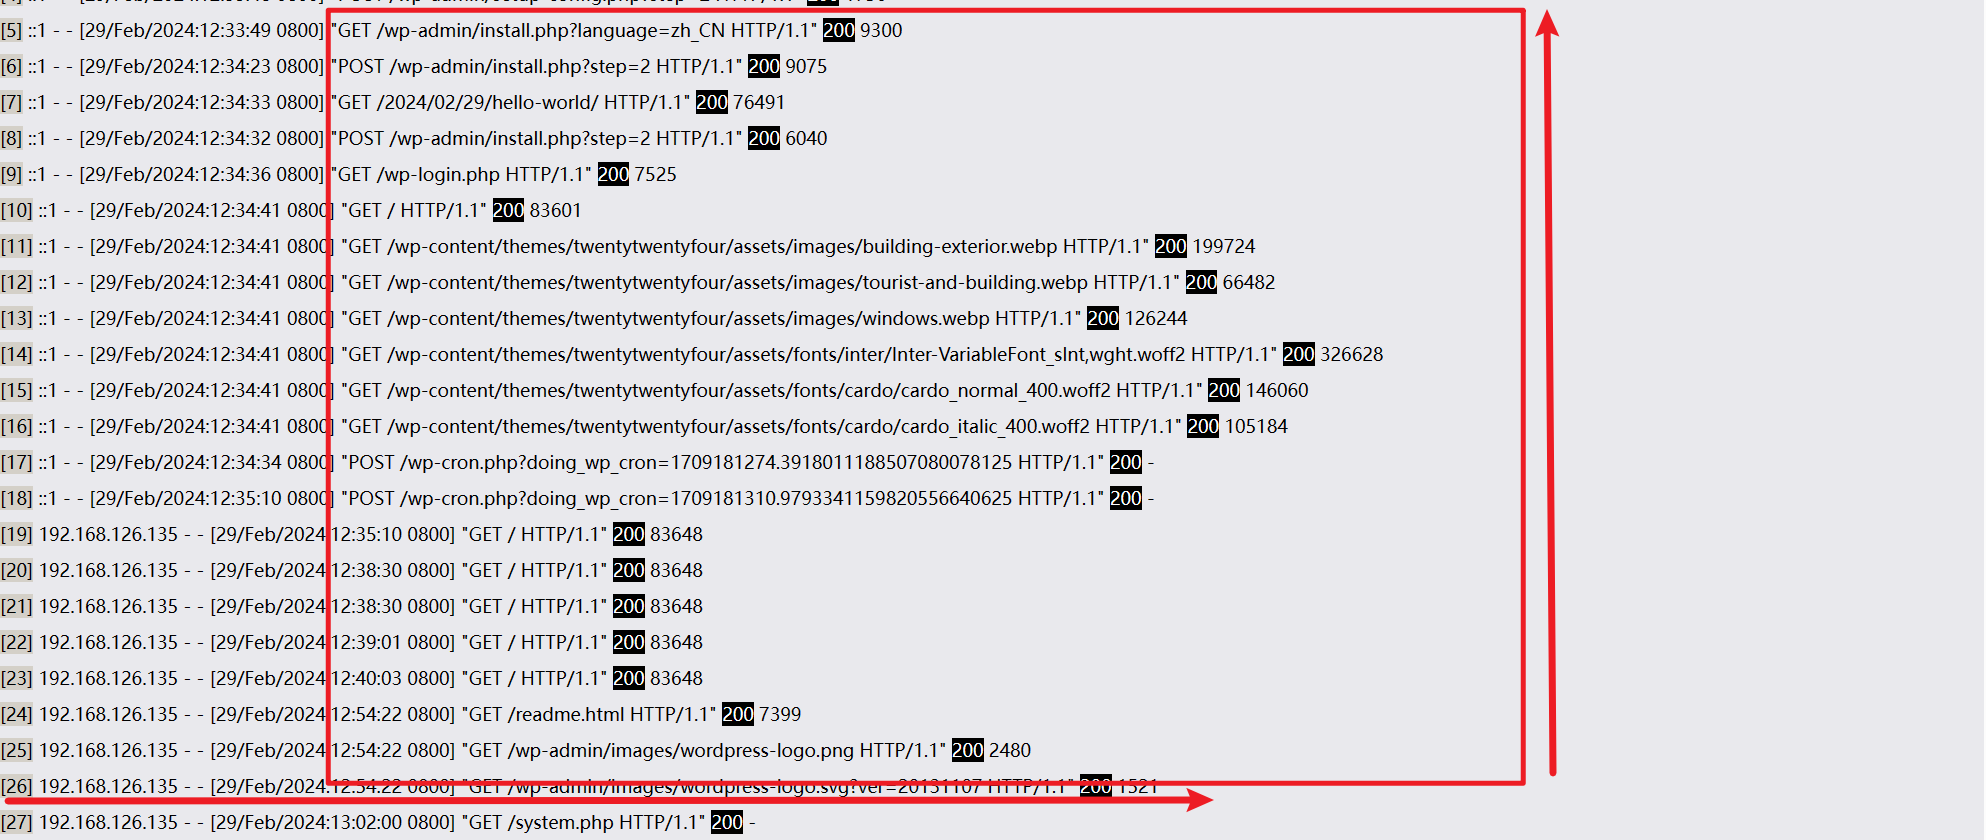 [5] ::1 - - [29/Feb/2024:12:33:49 0800] "GET /wp-admin/install.php?language=zh_CN HTTP/1.1" 200 9300
[6] ::1 - - [29/Feb/2024:12:34:23 0800] "POST /wp-admin/install.php?step=2 HTTP/1.1" 200 9075
[7] ::1 - - [29/Feb/2024:12:34:33 0800] "GET /2024/02/29/hello-world/ HTTP/1.1" 200 76491
[8] ::1 - - [29/Feb/2024:12:34:32 0800] "POST /wp-admin/install.php?step=2 HTTP/1.1" 200 6040
[9] ::1 - - [29/Feb/2024:12:34:36 0800] "GET /wp-login.php HTTP/1.1" 200 7525
[10] ::1 - - [29/Feb/2024:12:34:41 0800] "GET / HTTP/1.1" 200 83601
[11] ::1 - - [29/Feb/2024:12:34:41 0800] "GET /wp-content/themes/twentytwentyfour/assets/images/building-exterior.webp HTTP/1.1" 200 199724
[12] ::1 - - [29/Feb/2024:12:34:41 0800] "GET /wp-content/themes/twentytwentyfour/assets/images/tourist-and-building.webp HTTP/1.1" 200 66482
[13] ::1 - - [29/Feb/2024:12:34:41 0800] "GET /wp-content/themes/twentytwentyfour/assets/images/windows.webp HTTP/1.1" 200 126244
[14] ::1 - - [29/Feb/2024:12:34:41 0800] "GET /wp-content/themes/twentytwentyfour/assets/fonts/inter/Inter-VariableFont_slnt,wght.woff2 HTTP/1.1" 200 326628
[15] ::1 - - [29/Feb/2024:12:34:41 0800] "GET /wp-content/themes/twentytwentyfour/assets/fonts/cardo/cardo_normal_400.woff2 HTTP/1.1" 200 146060
[16] ::1 - - [29/Feb/2024:12:34:41 0800] "GET /wp-content/themes/twentytwentyfour/assets/fonts/cardo/cardo_italic_400.woff2 HTTP/1.1" 200 105184
[17] ::1 - - [29/Feb/2024:12:34:34 0800] "POST /wp-cron.php?doing_wp_cron=1709181274.3918011188507080078125 HTTP/1.1" 200 -
[18] ::1 - - [29/Feb/2024:12:35:10 0800] "POST /wp-cron.php?doing_wp_cron=1709181310.9793341159820556640625 HTTP/1.1" 200 -
[19] 192.168.126.135 - - [29/Feb/2024:12:35:10 0800] "GET / HTTP/1.1" 200 83648
[20] 192.168.126.135 - - [29/Feb/2024:12:38:30 0800] "GET / HTTP/1.1" 200 83648
[21] 192.168.126.135 - - [29/Feb/2024:12:38:30 0800] "GET / HTTP/1.1" 200 83648
[22] 192.168.126.135 - - [29/Feb/2024:12:39:01 0800] "GET / HTTP/1.1" 200 83648
[23] 192.168.126.135 - - [29/Feb/2024:12:40:03 0800] "GET / HTTP/1.1" 200 83648
[24] 192.168.126.135 - - [29/Feb/2024:12:54:22 0800] "GET /readme.html HTTP/1.1" 200 7399
[25] 192.168.126.135 - - [29/Feb/2024:12:54:22 0800] "GET /wp-admin/images/wordpress-logo.png HTTP/1.1" 200 2480
[26] 192.168.126.135 - - [29/Feb/2024:12:54:22 0800] "GET /wp-admin/images/wordpress-logo.svg?ver=20131107 HTTP/1.1" 200 1521
[27] 192.168.126.135 - - [29/Feb/2024:13:02:00 0800] "GET /system.php HTTP/1.1" 200 -